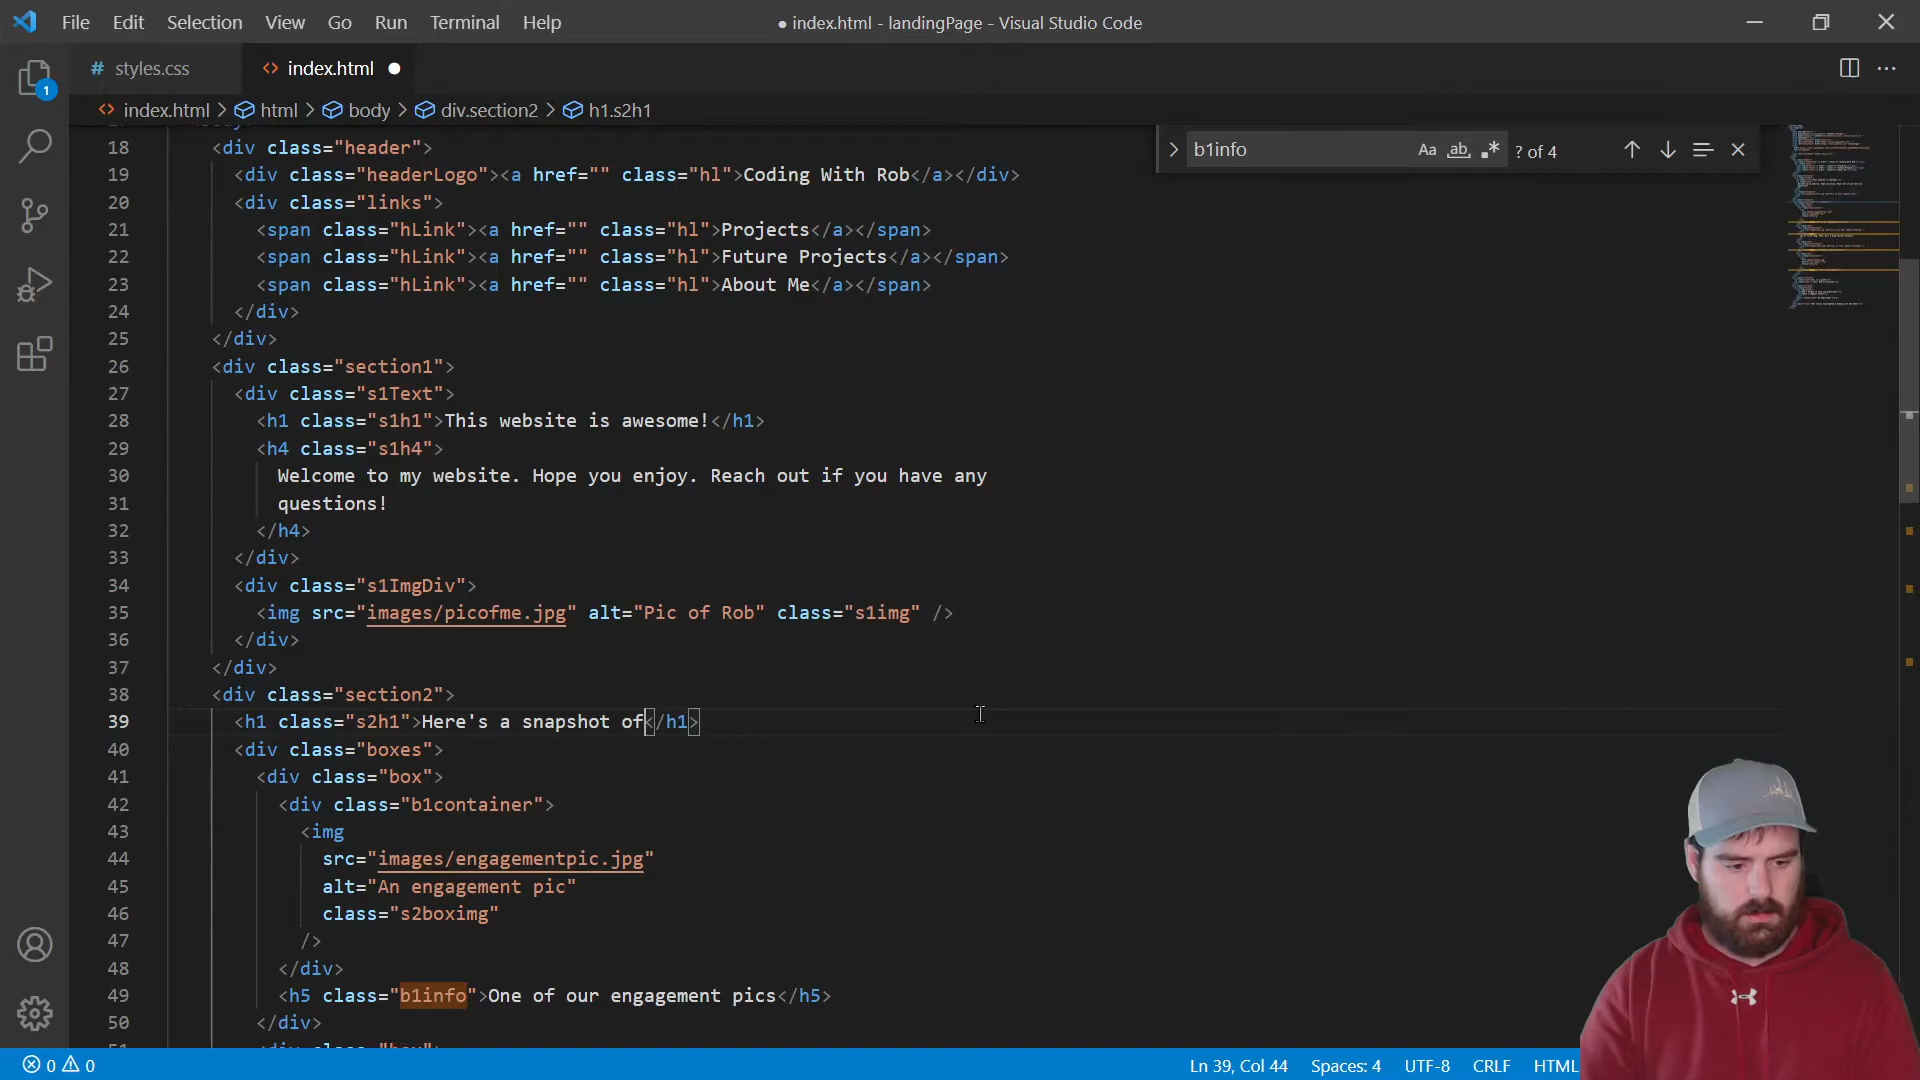 File Edit Selection View Go Run Terminal Help ● index.html - landingPage - Visual Studio Code
# styles.css <> index.html ●
1
<> index.html > html > body > div.section2 > h1.s2h1
b1info Aa ab ? of 4
18 <div class="header">
19 <div class="headerLogo"><a href="" class="hl">Coding With Rob</a></div>
20 <div class="links">
21 <span class="hLink"><a href="" class="hl">Projects</a></span>
22 <span class="hLink"><a href="" class="hl">Future Projects</a></span>
23 <span class="hLink"><a href="" class="hl">About Me</a></span>
24 </div>
25 </div>
26 <div class="section1">
27 <div class="s1Text">
28 <h1 class="s1h1">This website is awesome!</h1>
29 <h4 class="s1h4">
30 Welcome to my website. Hope you enjoy. Reach out if you have any
31 questions!
32 </h4>
33 </div>
34 <div class="s1ImgDiv">
35 <img src="images/picofme.jpg" alt="Pic of Rob" class="s1img" />
36 </div>
37 </div>
38 <div class="section2">
39 <h1 class="s2h1">Here's a snapshot of</h1>
40 <div class="boxes">
41 <div class="box">
42 <div class="b1container">
43 <img
44 src="images/engagementpic.jpg"
45 alt="An engagement pic"
46 class="s2boximg"
47 />
48 </div>
49 <h5 class="b1info">One of our engagement pics</h5>
50 </div>
0 0 Ln 39, Col 44 Spaces: 4 UTF-8 CRLF HTML